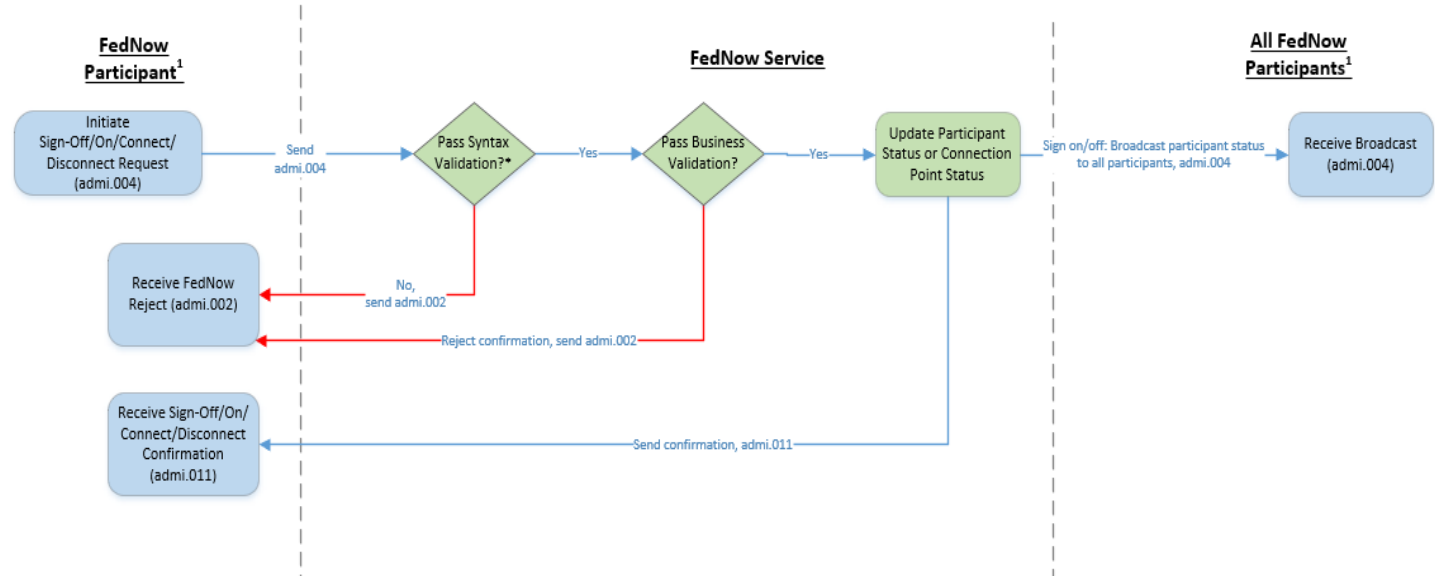 FedNow
Participant1
FedNow Service
All FedNow
Participants1
Initiate
Sign-Off/On/Connect/
Disconnect Request
(admi.004)
Send
admi.004
Pass Syntax
Validation?*
Yes
Pass Business
Validation?
Yes
Update Participant
Status or Connection
Point Status
Sign on/off: Broadcast participant status
to all participants, admi.004
Receive Broadcast
(admi.004)
Receive FedNow
Reject (admi.002)
No,
send admi.002
Reject confirmation, send admi.002
Receive Sign-Off/On/
Connect/Disconnect
Confirmation
(admi.011)
Send confirmation, admi.011